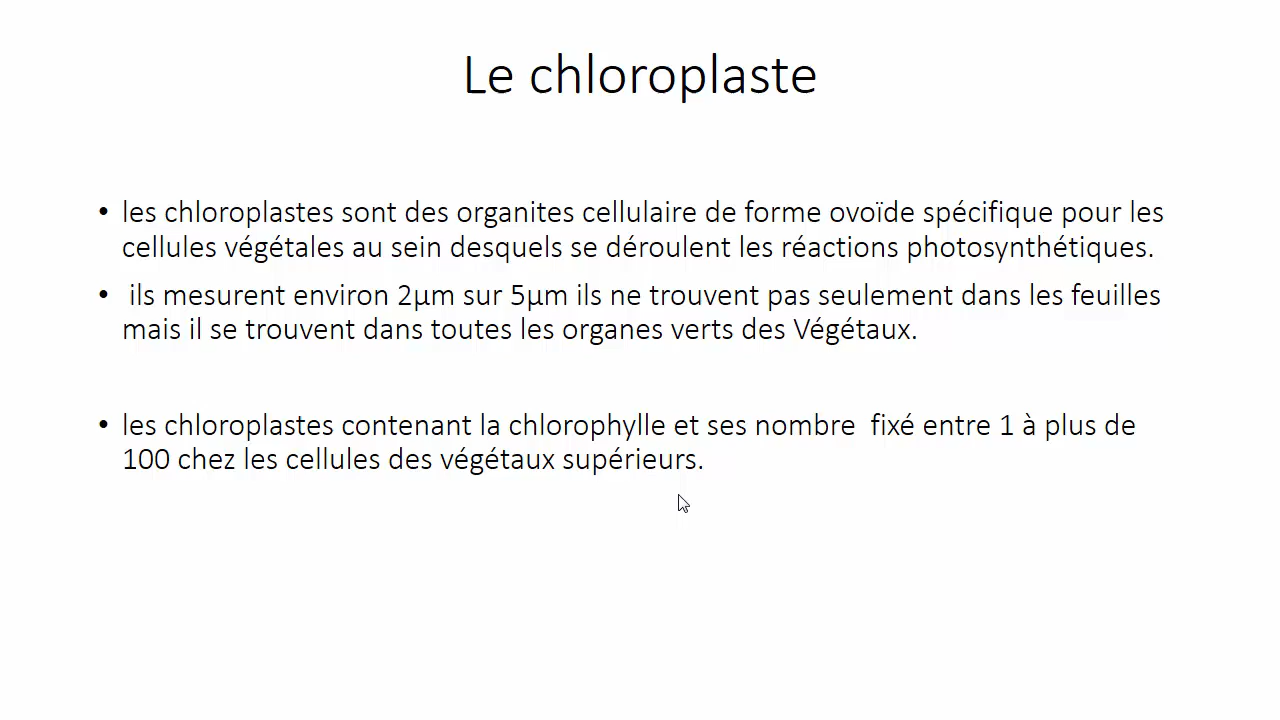 Le chloroplaste
• les chloroplastes sont des organites cellulaire de forme ovoïde spécifique pour les
cellules végétales au sein desquels se déroulent les réactions photosynthétiques.
• ils mesurent environ 2µm sur 5µm ils ne trouvent pas seulement dans les feuilles
mais il se trouvent dans toutes les organes verts des Végétaux.
• les chloroplastes contenant la chlorophylle et ses nombre  fixé entre 1 à plus de
100 chez les cellules des végétaux supérieurs.